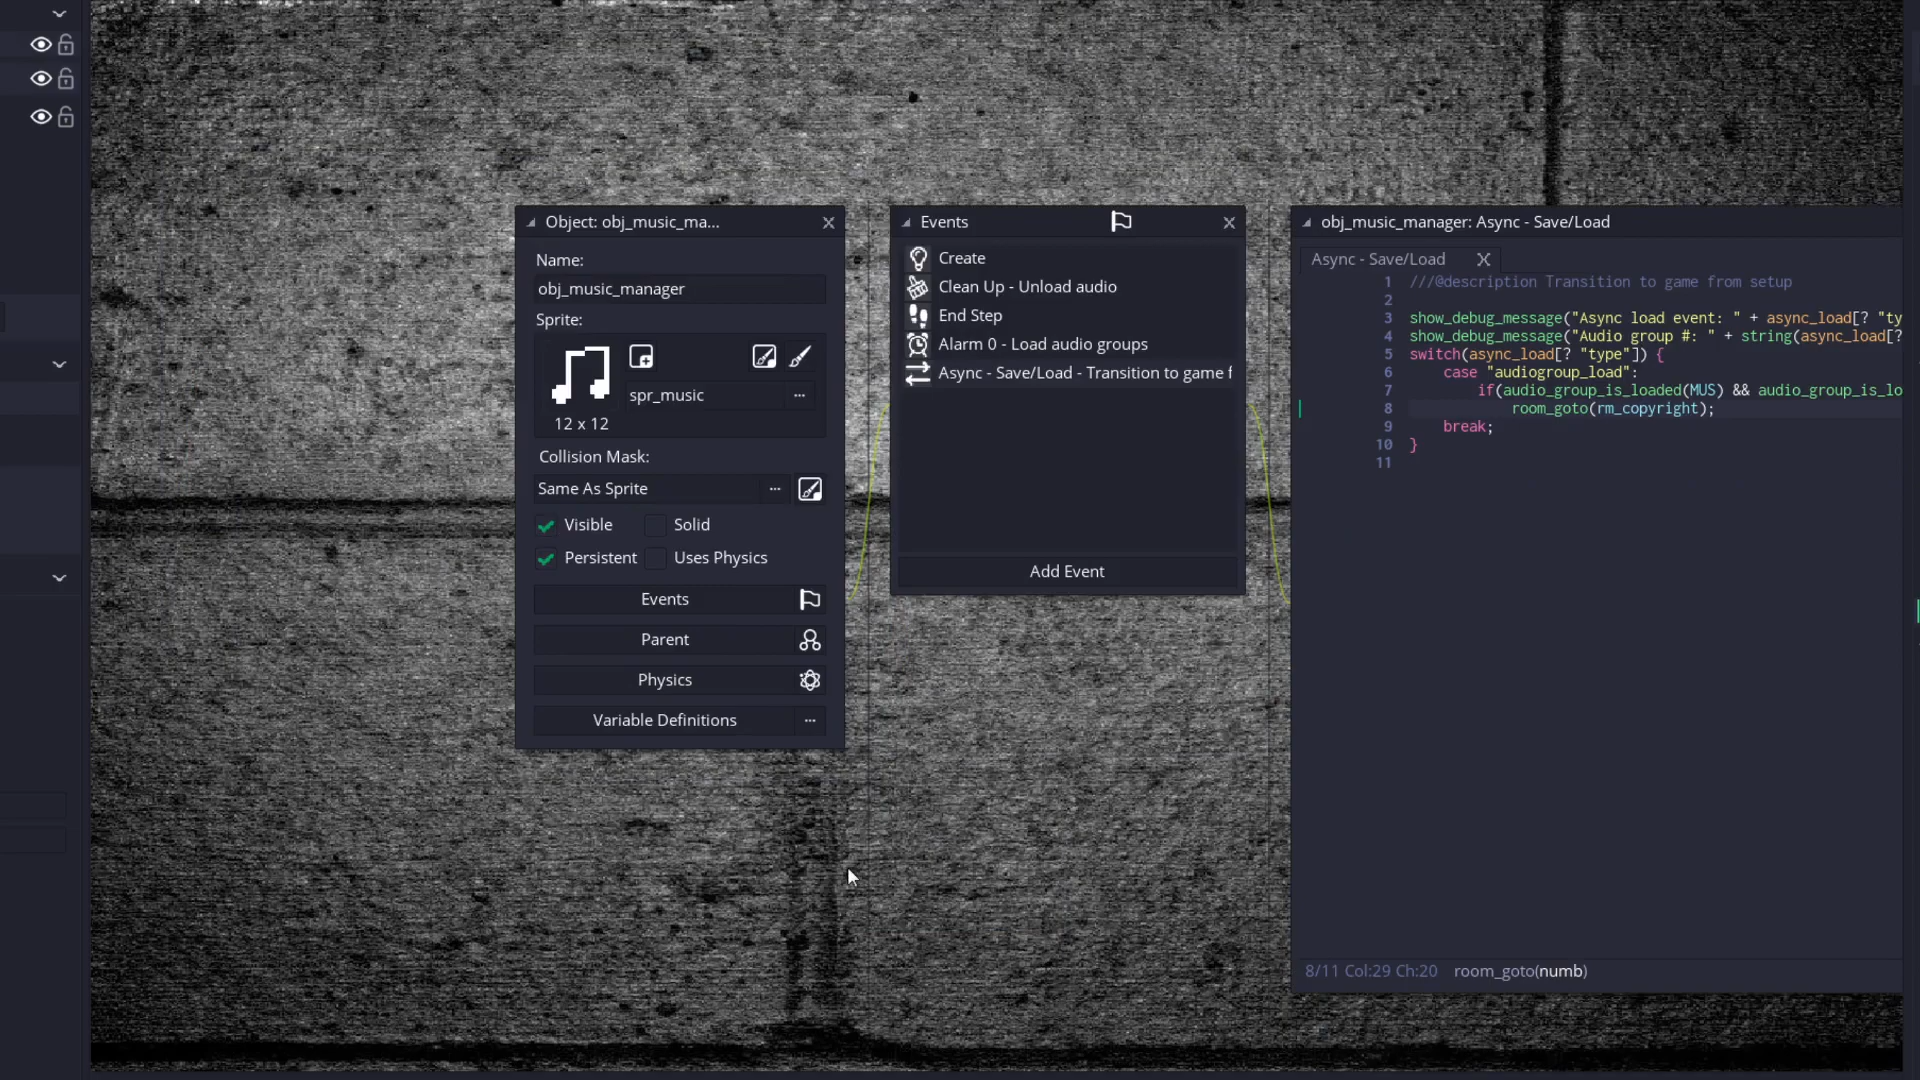 Object: obj_music_ma...
Name:
obj_music_manager
Sprite:
spr_music
...
12 x 12
Collision Mask:
Same As Sprite
...
Visible
Solid
Persistent
Uses Physics
Events
Parent
Physics
Variable Definitions
...
Events
Create
Clean Up - Unload audio
End Step
Alarm 0 - Load audio groups
Async - Save/Load - Transition to game f
Add Event
obj_music_manager: Async - Save/Load
Async - Save/Load
1 ///@description Transition to game from setup
2
3 show_debug_message("Async load event: " + async_load[? "ty
4 show_debug_message("Audio group #: " + string(async_load[?
5 switch(async_load[? "type"]) {
6 case "audiogroup_load":
7 if(audio_group_is_loaded(MUS) && audio_group_is_lo
8 room_goto(rm_copyright);
9 break;
10 }
11
8/11 Col:29 Ch:20 room_goto(numb)